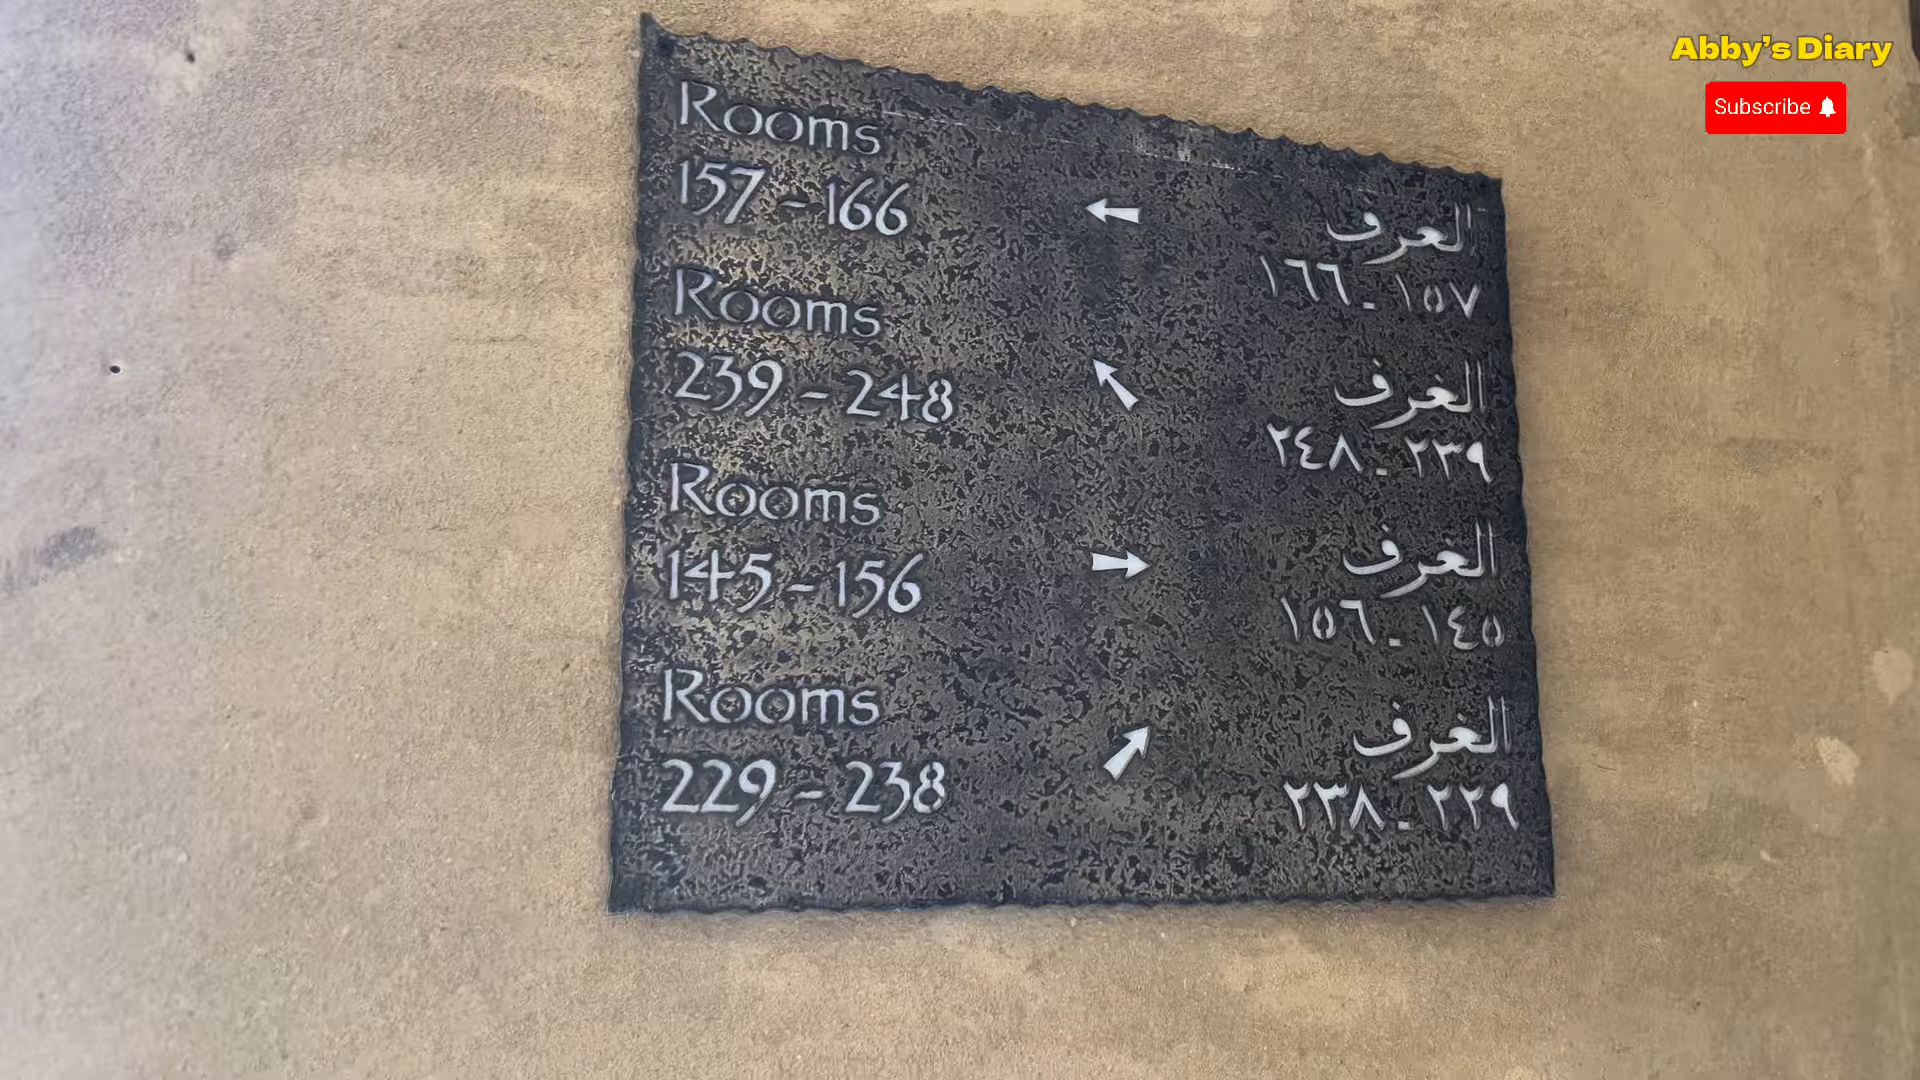 Abby's Diary
Subscribe
Rooms
157 - 166
العرف
١٥٧ - ١٦٦
Rooms
239 - 248
الغرف
٢٣٩ - ٢٤٨
Rooms
145 - 156
الغرف
١٤٥ - ١٥٦
Rooms
229 - 238
الغرف
٢٢٩ - ٢٣٨